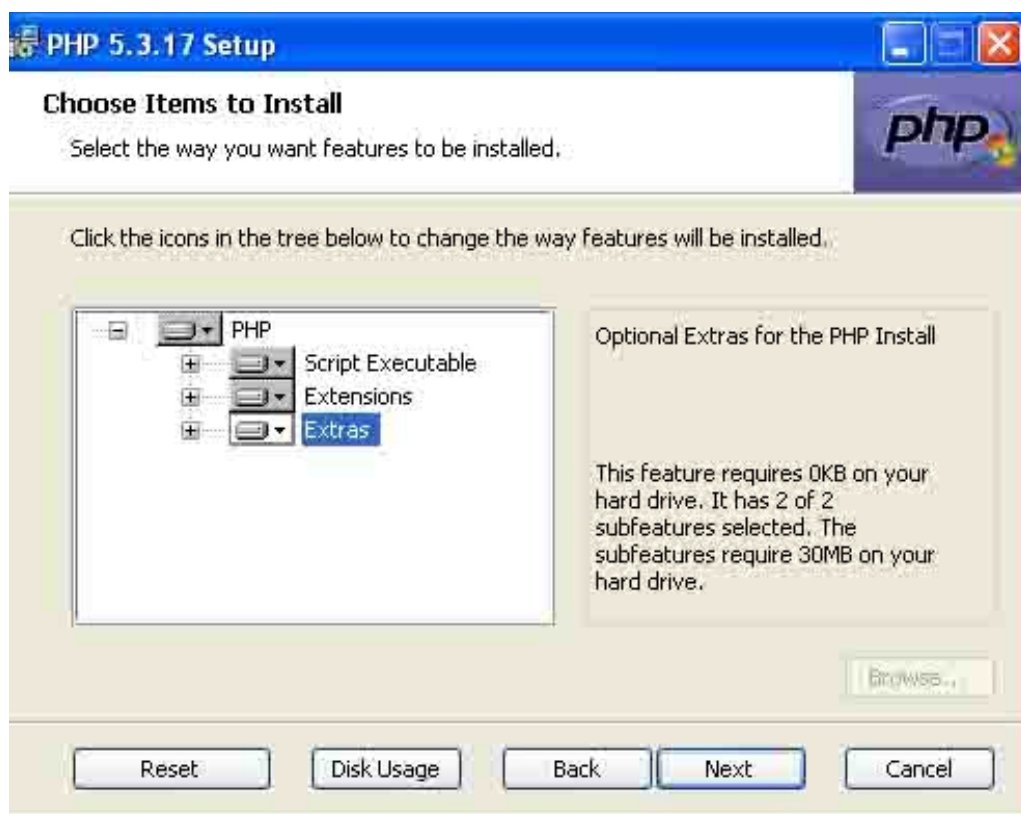 PHP 5.3.17 Setup
Choose Items to Install
Select the way you want features to be installed.
php
Click the icons in the tree below to change the way features will be installed.
PHP
Script Executable
Extensions
Extras
Optional Extras for the PHP Install
This feature requires 0KB on your
hard drive. It has 2 of 2
subfeatures selected. The
subfeatures require 30MB on your
hard drive.
Browse...
Reset
Disk Usage
Back
Next
Cancel